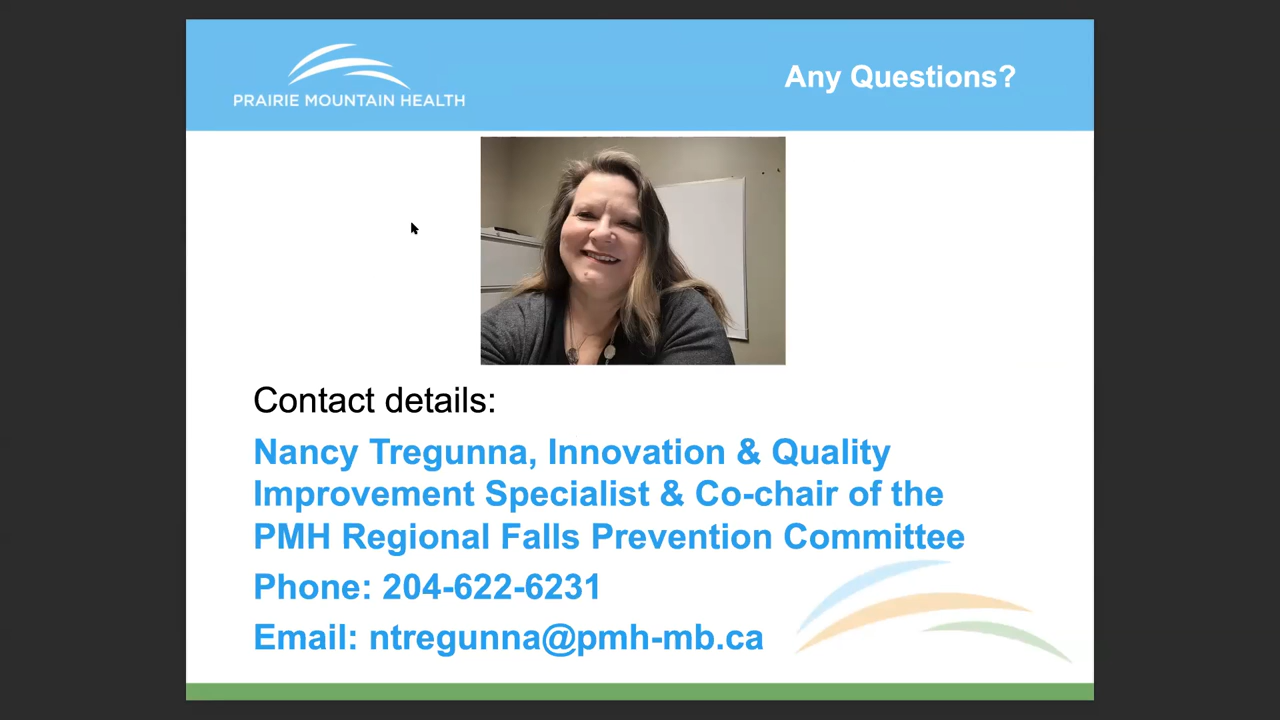 PRAIRIE MOUNTAIN HEALTH
Any Questions?
Contact details:
Nancy Tregunna, Innovation & Quality
Improvement Specialist & Co-chair of the
PMH Regional Falls Prevention Committee
Phone: 204-622-6231
Email: ntregunna@pmh-mb.ca